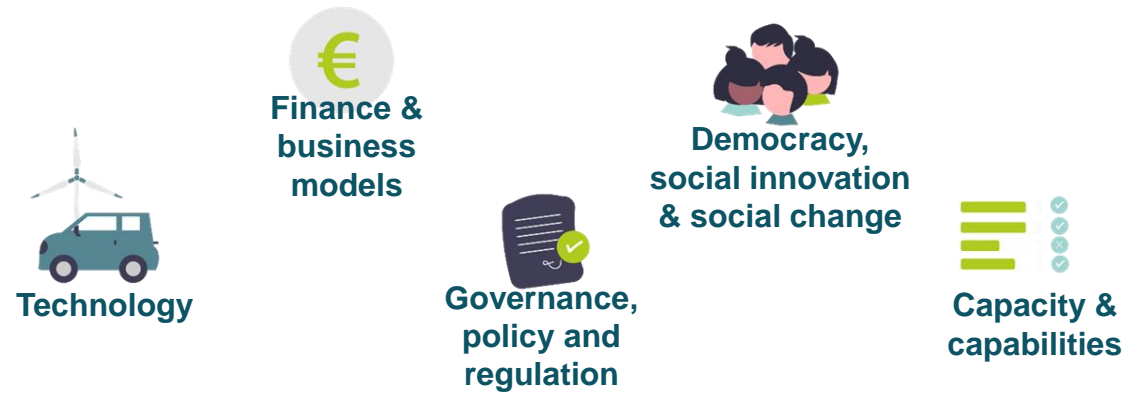 €
Finance &
business
models
Technology
Governance,
policy and
regulation
Democracy,
social innovation
& social change
Capacity &
capabilities